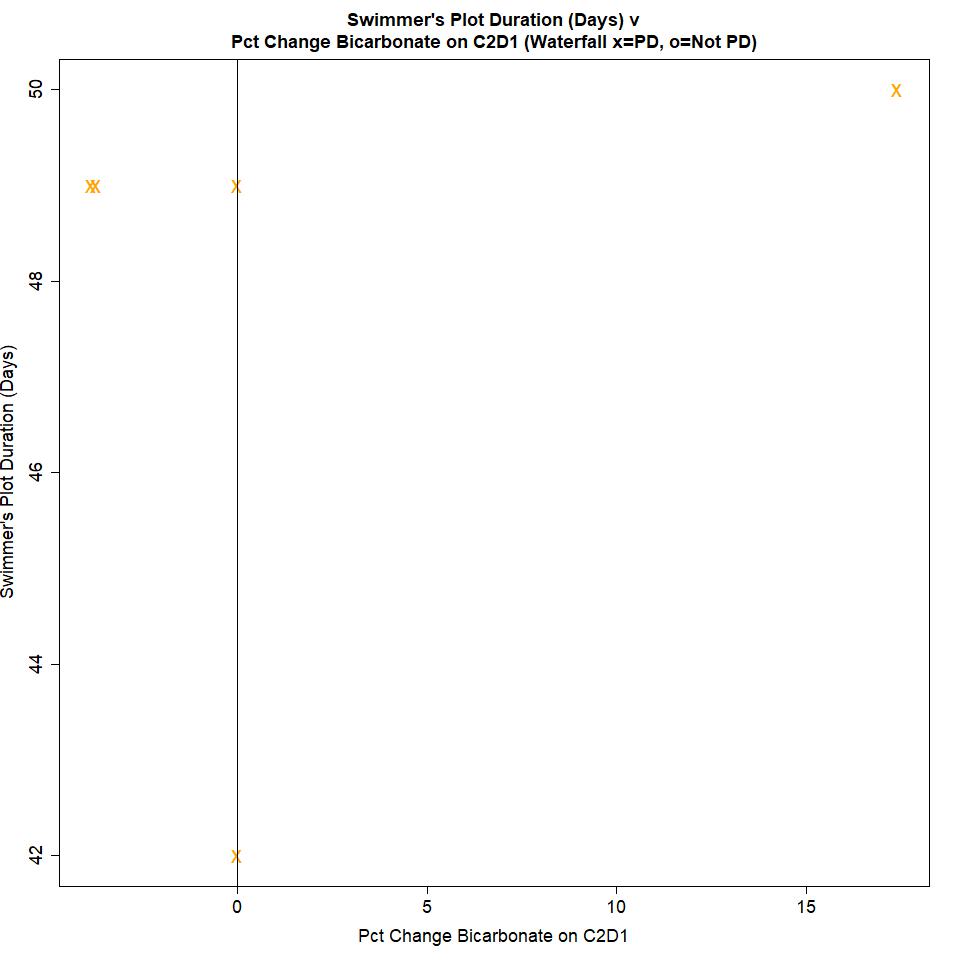 Swimmer's Plot Duration (Days) v
Pct Change Bicarbonate on C2D1 (Waterfall x=PD, o=Not PD)
Swimmer's Plot Duration (Days)
50
48
46
44
42
X
XX
X
X
0
5
10
15
Pct Change Bicarbonate on C2D1